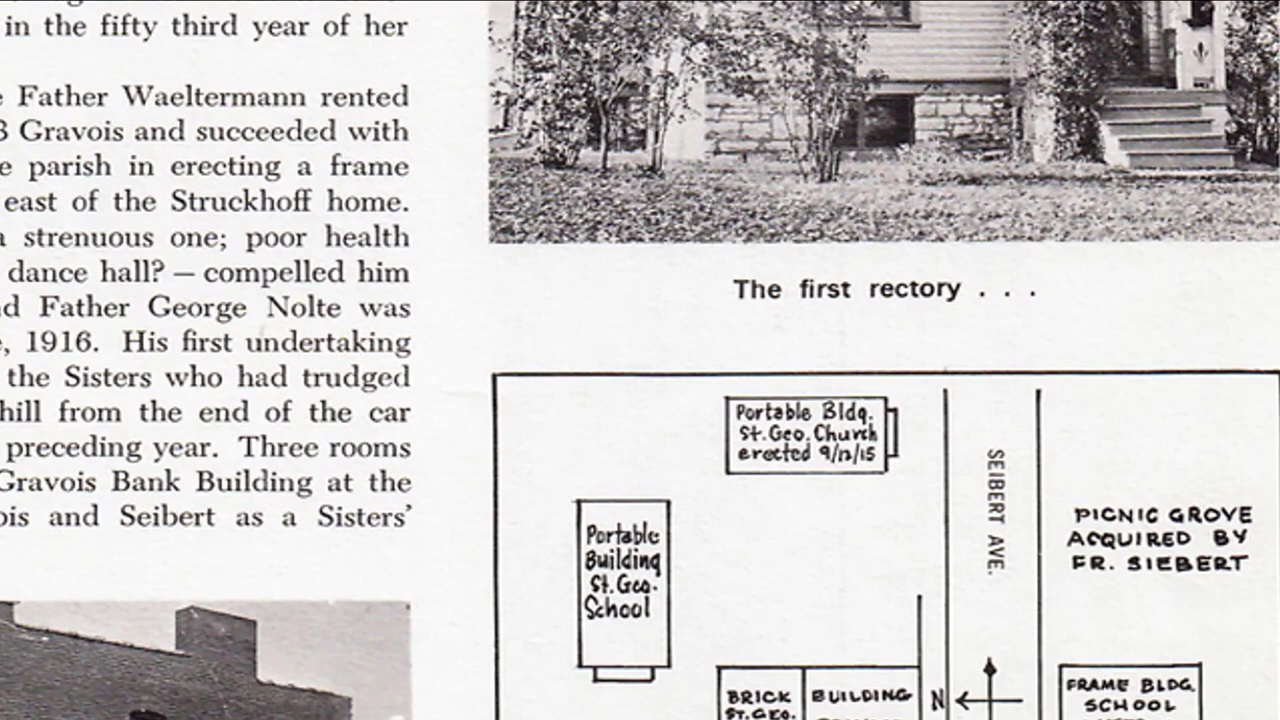 in the fifty third year of her
Father Waeltermann rented
3 Gravois and succeeded with
e parish in erecting a frame
east of the Struckhoff home.
a strenuous one; poor health
dance hall? — compelled him
nd Father George Nolte was
e, 1916. His first undertaking
the Sisters who had trudged
hill from the end of the car
preceding year. Three rooms
Gravois Bank Building at the
ois and Seibert as a Sisters'
The first rectory . . .
Portable Bldg.
St. Geo. Church
erected 9/12/15
Portable
Building
St. Geo.
School
SEIBERT AVE.
PICNIC GROVE
ACQUIRED BY
FR. SIEBERT
BRICK
ST. GEO.
BUILDING
N
FRAME BLDG.
SCHOOL